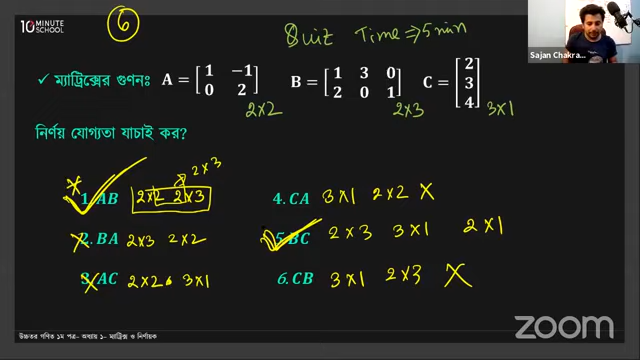 10 MINUTE SCHOOL
6
Quiz Time ⇒ 5 min
Sajan Chakra...
✓ ম্যাট্রিক্সের গুণনঃ A = [1 -1; 0 2] B = [1 3 0; 2 0 1] C = [2; 3; 4]
2×2 2×3 3×1
নির্ণয় যোগ্যতা যাচাই কর?
2×3
1. AB 2×2 2×3
4. CA 3×1 2×2 ×
2. BA 2×3 2×2
5. BC 2×3 3×1 2×1
3. AC 2×2 3×1
6. CB 3×1 2×3 ×
উচ্চতর গণিত ১ম পত্র- অধ্যায় ১- ম্যাট্রিক্স ও নির্ণায়ক
zoom